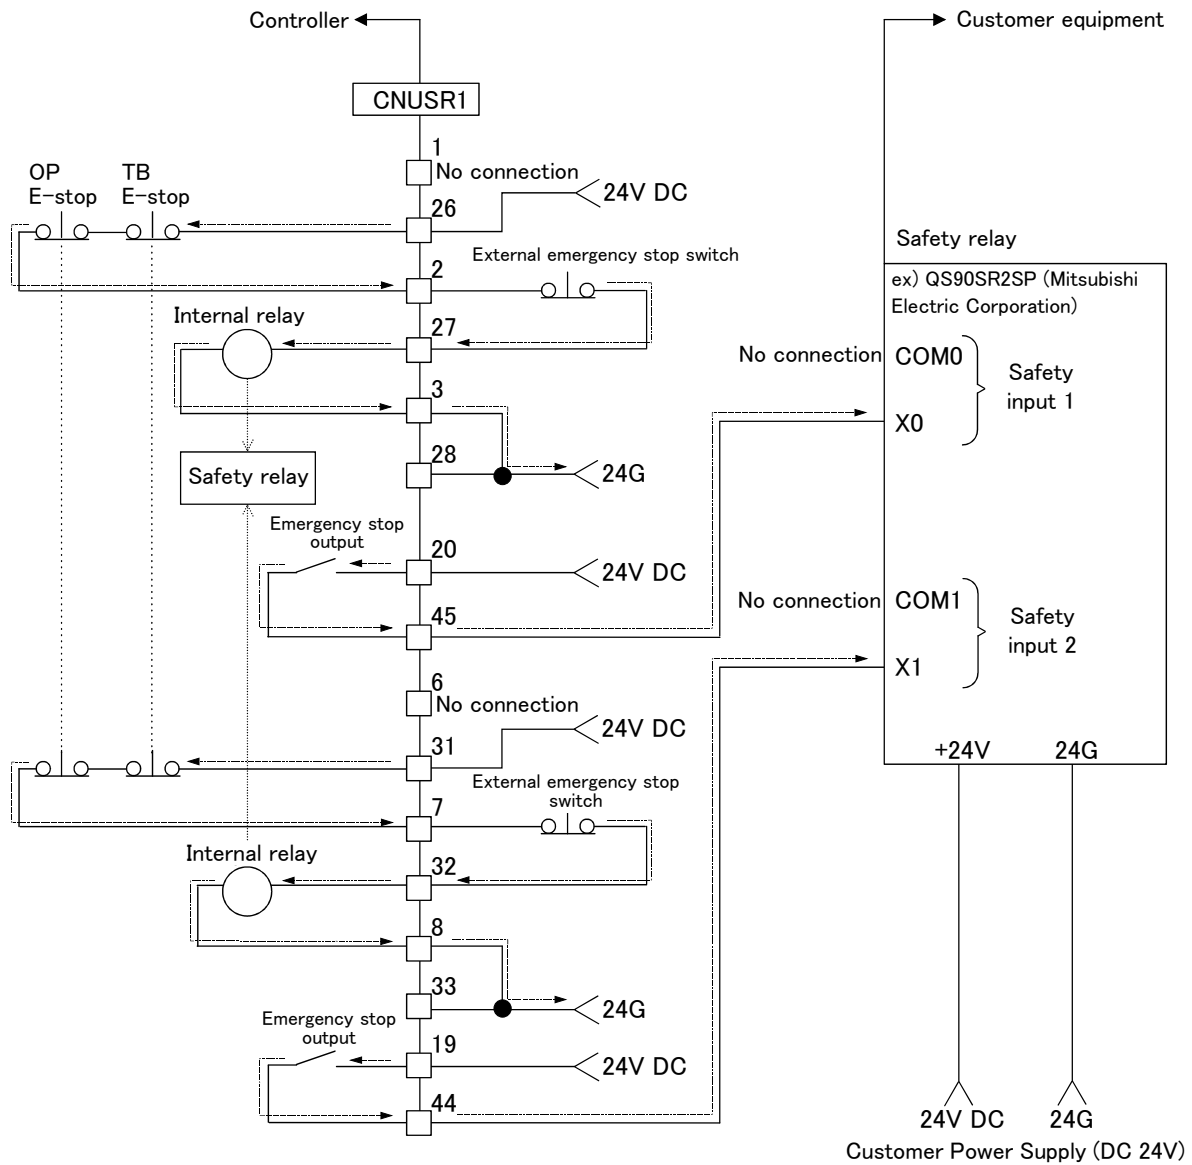 Controller
Customer equipment
CNUSR1
1
No connection
OP
E-stop
TB
E-stop
24V DC
26
Safety relay
External emergency stop switch
2
ex) QS90SR2SP (Mitsubishi
Electric Corporation)
Internal relay
27
No connection
COM0
Safety
input 1
3
X0
28
Safety relay
24G
Emergency stop
output
20
24V DC
No connection
COM1
Safety
input 2
45
X1
6
No connection
24V DC
31
+24V
24G
External emergency stop
switch
7
Internal relay
32
8
33
24G
Emergency stop
output
19
24V DC
44
24V DC
24G
Customer Power Supply (DC 24V)